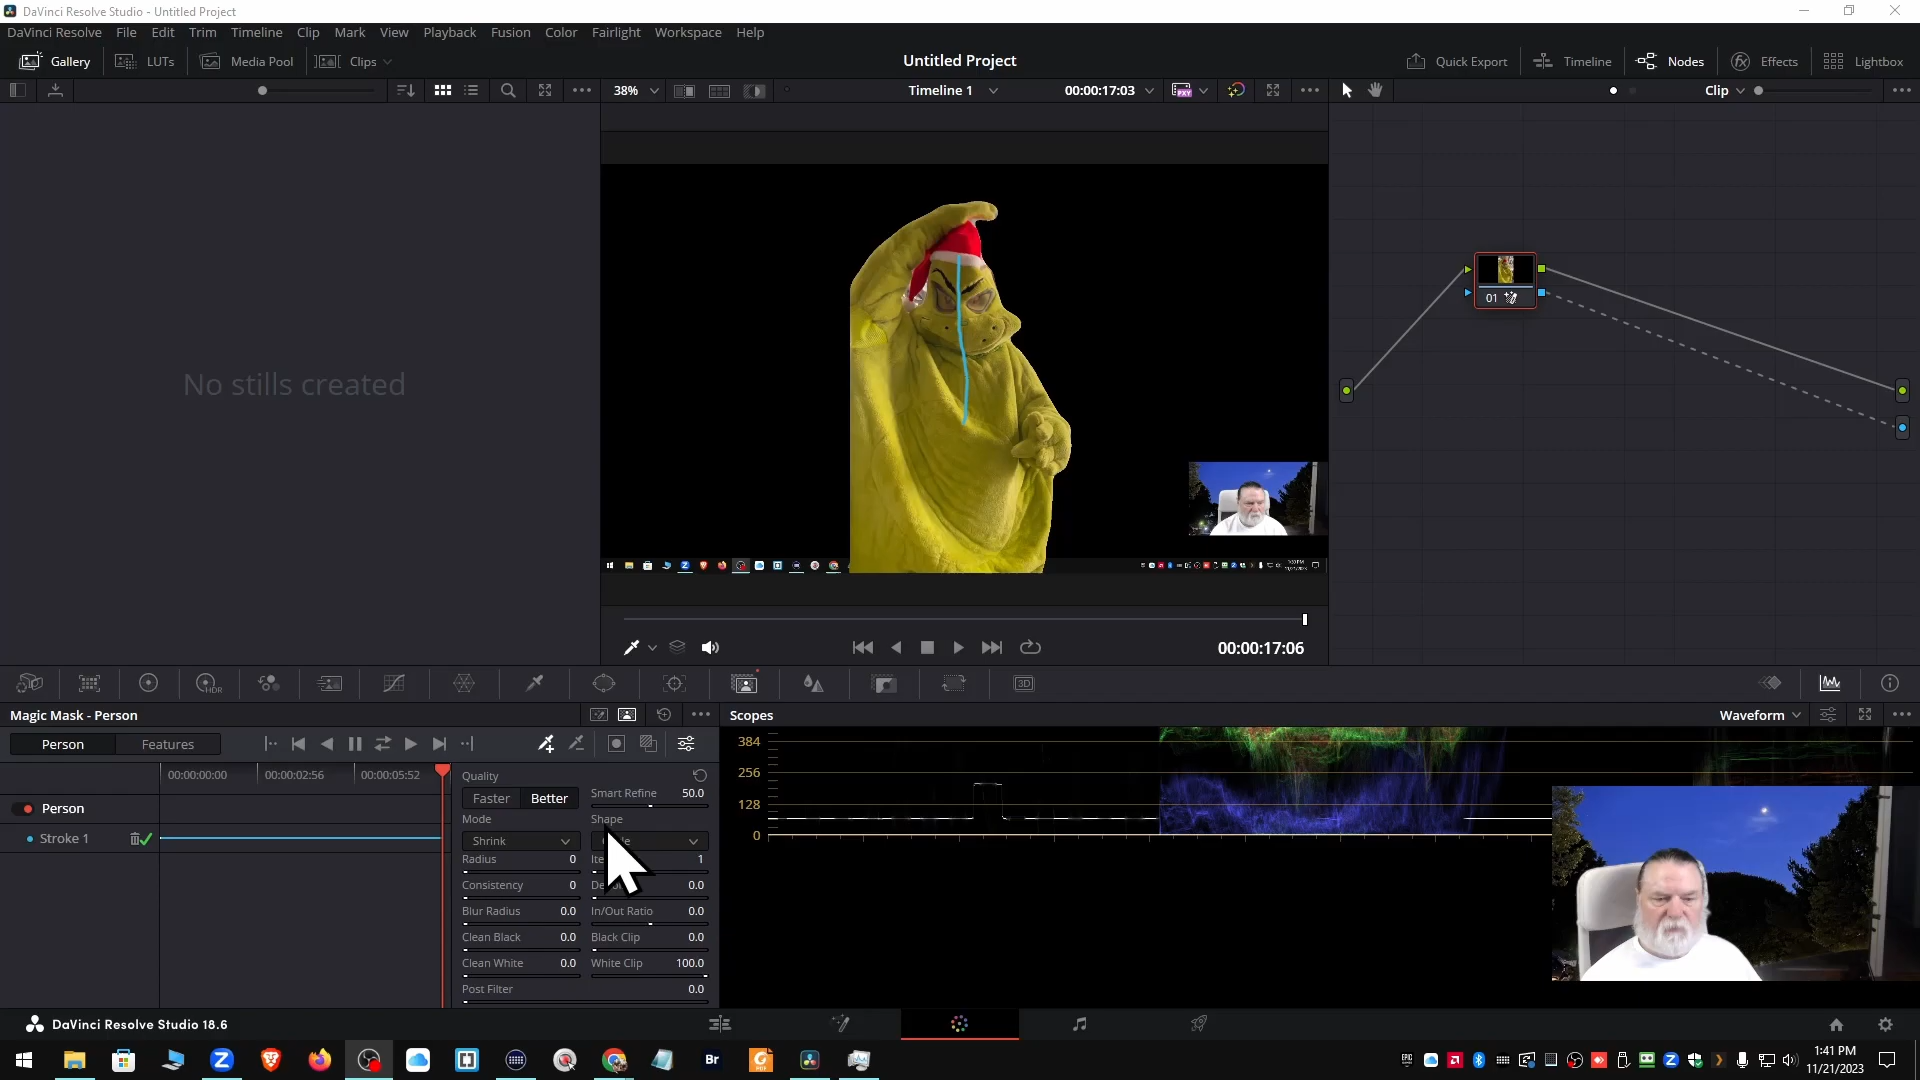 DaVinci Resolve Studio - Untitled Project
DaVinci Resolve File Edit Trim Timeline Clip Mark View Playback Fusion Color Fairlight Workspace Help
Gallery LUTs Media Pool Clips Untitled Project Quick Export Timeline Nodes Effects Lightbox
38% Timeline 1 00:00:17:03 PXY Clip
No stills created
01
00:00:17:06
HDR 3D
Magic Mask - Person Scopes Waveform
Person Features
384
00:00:00:00 00:00:02:56 00:00:05:52 Quality
256
Faster Better Smart Refine 50.0
Person
128
Mode Shape
0
Stroke 1 Shrink
Radius 0 1
Consistency 0 0.0
Blur Radius 0.0 In/Out Ratio 0.0
Clean Black 0.0 Black Clip 0.0
Clean White 0.0 White Clip 100.0
Post Filter 0.0
DaVinci Resolve Studio 18.6
Br
1:41 PM
11/21/2023